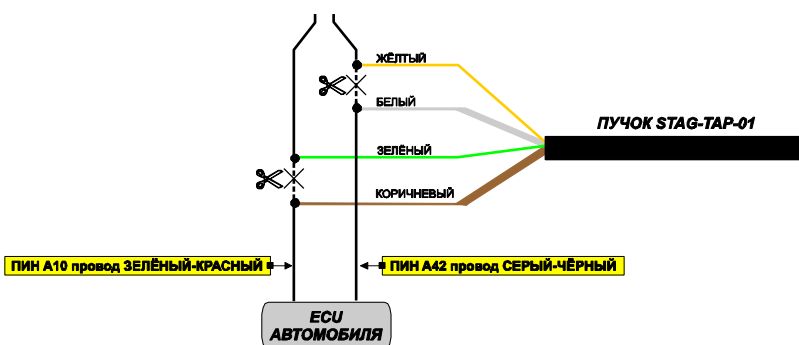 ЖЁЛТЫЙ
БЕЛЫЙ
ПУЧОК STAG-TAP-01
ЗЕЛЁНЫЙ
КОРИЧНЕВЫЙ
ПИН А10 провод ЗЕЛЁНЫЙ-КРАСНЫЙ
ПИН А42 провод СЕРЫЙ-ЧЁРНЫЙ
ECU
АВТОМОБИЛЯ